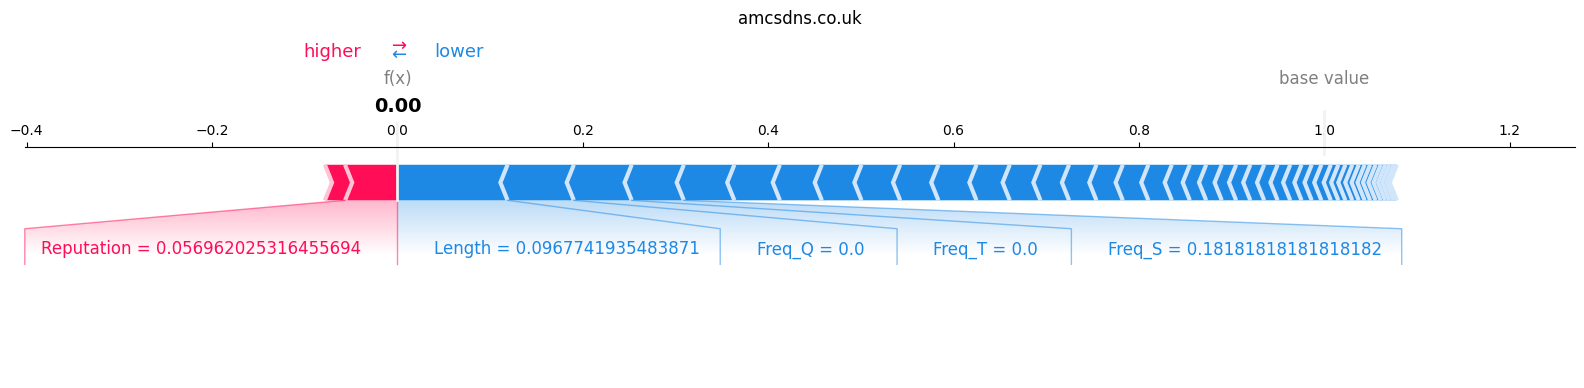 amcsdns.co.uk
higher ⇄ lower
f(x)
base value
0.00
−0.4 −0.2 0.0 0.2 0.4 0.6 0.8 1.0 1.2
Reputation = 0.056962025316455694 Length = 0.0967741935483871 Freq_Q = 0.0 Freq_T = 0.0 Freq_S = 0.18181818181818182